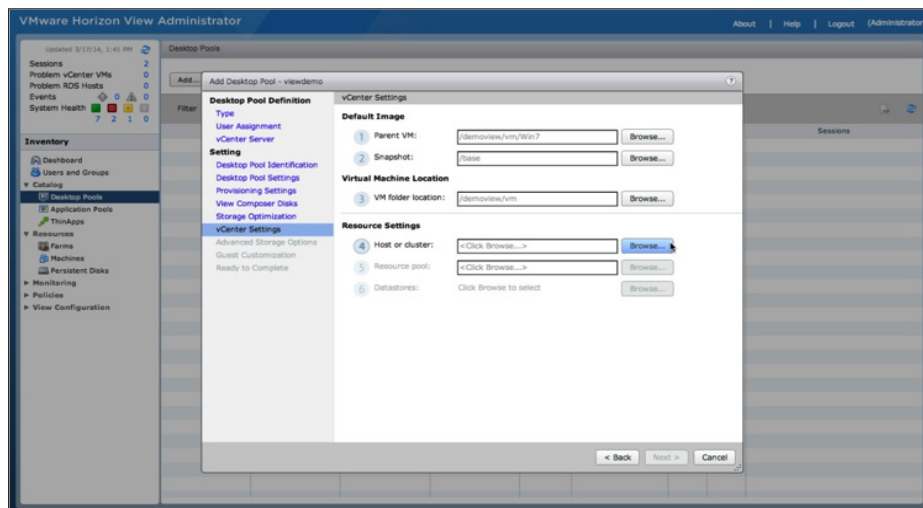 VMware Horizon View Administrator
About | Help | Logout (Administrator
Updated 3/17/14, 1:41 PM
Sessions 2
Problem vCenter VMs 0
Problem RDS Hosts 0
Events 0 0
System Health
7 2 1 0
Inventory
Dashboard
Users and Groups
Catalog
Desktop Pools
Application Pools
ThinApps
Resources
Farms
Machines
Persistent Disks
Monitoring
Policies
View Configuration
Desktop Pools
Add...
Filter
Sessions
Add Desktop Pool - viewdemo
?
Desktop Pool Definition
Type
User Assignment
vCenter Server
Setting
Desktop Pool Identification
Desktop Pool Settings
Provisioning Settings
View Composer Disks
Storage Optimization
vCenter Settings
Advanced Storage Options
Guest Customization
Ready to Complete
vCenter Settings
Default Image
1 Parent VM: /demoview/vm/Win7 Browse...
2 Snapshot: /base Browse...
Virtual Machine Location
3 VM folder location: /demoview/vm Browse...
Resource Settings
4 Host or cluster: <Click Browse...> Browse...
5 Resource pool: <Click Browse...> Browse...
6 Datastores: Click Browse to select Browse...
< Back Next > Cancel